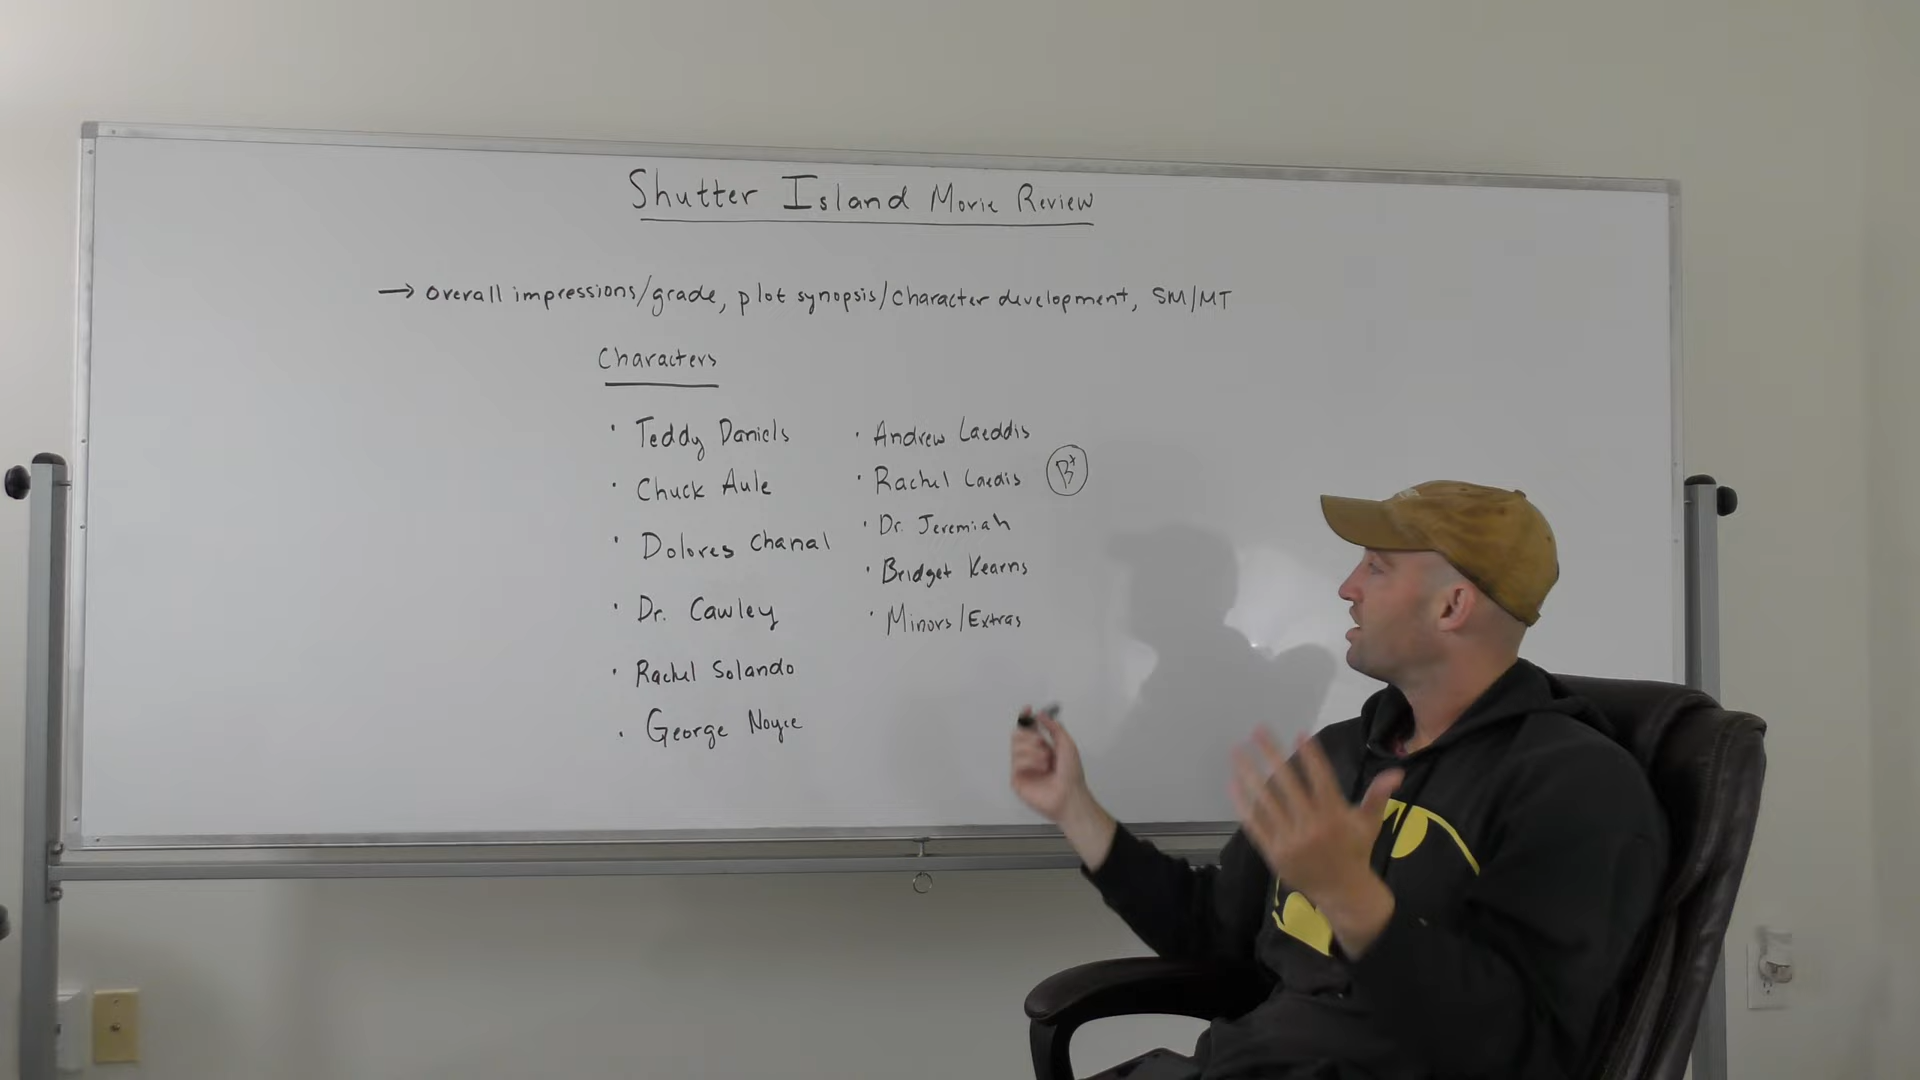 Shutter Island Movie Review
→ overall impressions/grade, plot synopsis/character development, SM/MT
Characters
· Teddy Daniels
· Chuck Aule
· Dolores Chanal
· Dr. Cawley
· Rachel Solando
· George Noyce
· Andrew Laeddis
· Rachel Laedis
B+
· Dr. Jeremiah
· Bridget Kearns
· Minors/Extras